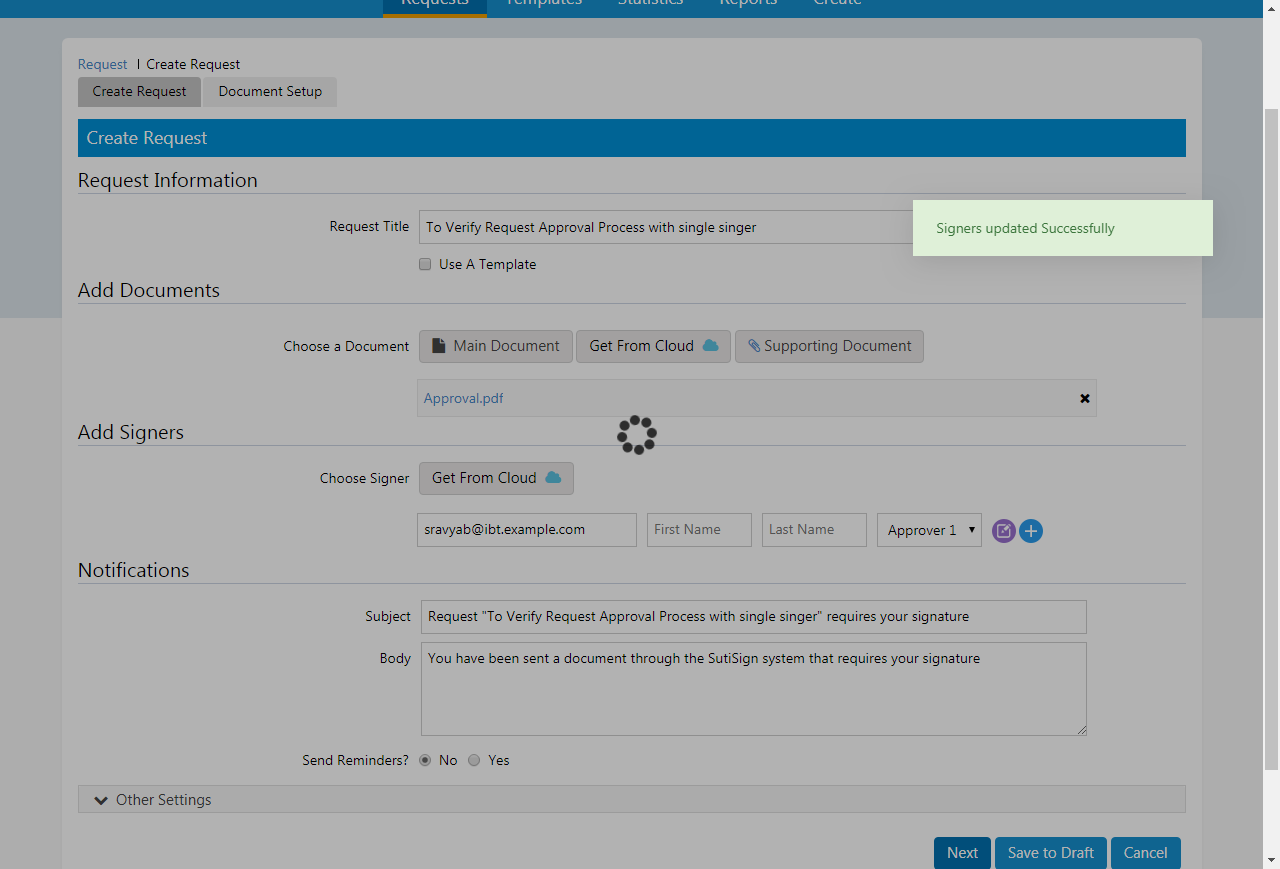 Requests Templates Statistics Reports Create
Request | Create Request
Create Request Document Setup
Create Request
Request Information
Request Title To Verify Request Approval Process with single singer
Signers updated Successfully
Use A Template
Add Documents
Choose a Document Main Document Get From Cloud Supporting Document
Approval.pdf
Add Signers
Choose Signer Get From Cloud
sravyab@ibt.example.com First Name Last Name Approver 1
Notifications
Subject Request "To Verify Request Approval Process with single singer" requires your signature
Body You have been sent a document through the SutiSign system that requires your signature
Send Reminders? No Yes
Other Settings
Next Save to Draft Cancel